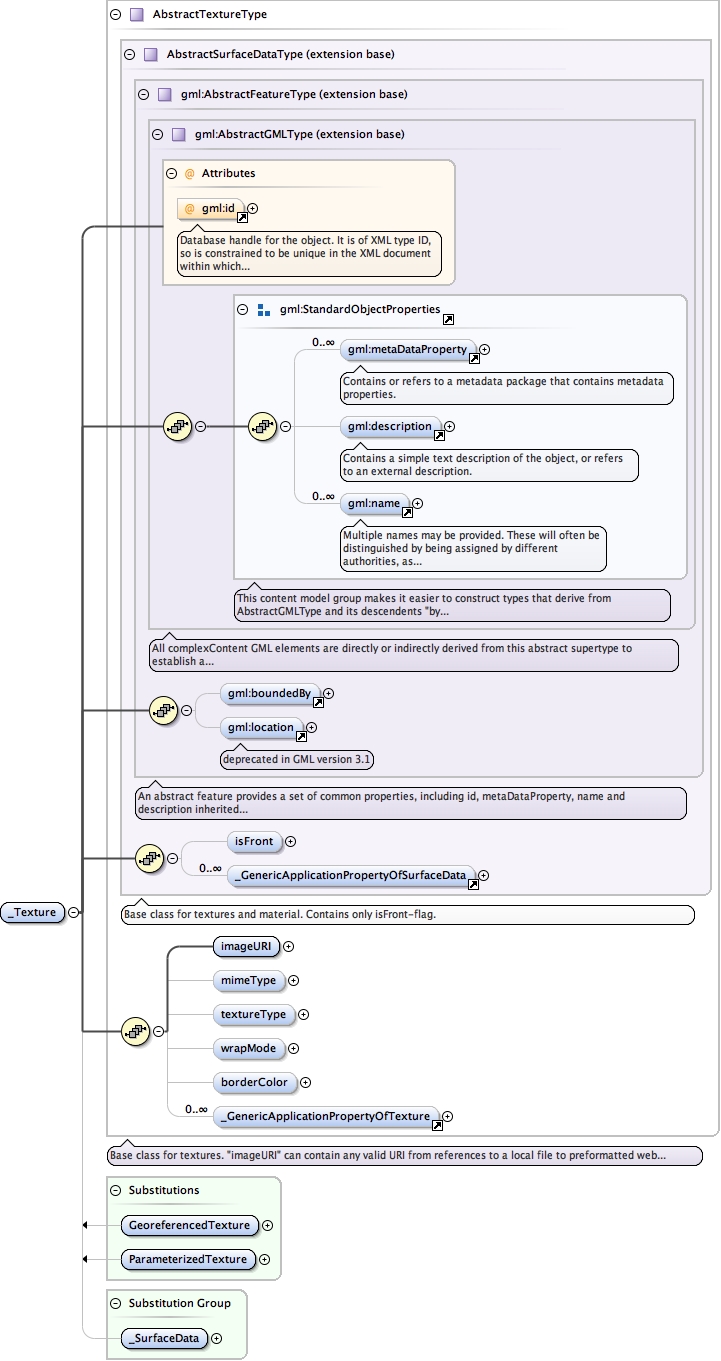 AbstractTextureType
AbstractSurfaceDataType (extension base)
gml:AbstractFeatureType (extension base)
gml:AbstractGMLType (extension base)
@ Attributes
@ gml:id
Database handle for the object. It is of XML type ID,
so is constrained to be unique in the XML document
within which...
gml:StandardObjectProperties
0..∞
gml:metaDataProperty
Contains or refers to a metadata package that contains metadata
properties.
gml:description
Contains a simple text description of the object, or refers
to an external description.
0..∞
gml:name
Multiple names may be provided. These will often be
distinguished by being assigned by different
authorities, as...
This content model group makes it easier to construct types that derive from
AbstractGMLType and its descendents "by...
All complexContent GML elements are directly or indirectly derived from this abstract supertype to
establish a...
gml:boundedBy
gml:location
deprecated in GML version 3.1
An abstract feature provides a set of common properties, including id, metaDataProperty, name and
description inherited...
isFront
0..∞
_GenericApplicationPropertyOfSurfaceData
_Texture
Base class for textures and material. Contains only isFront-flag.
imageURI
mimeType
textureType
wrapMode
borderColor
0..∞
_GenericApplicationPropertyOfTexture
Base class for textures. "imageURI" can contain any valid URI from references to a local file to preformatted web...
Substitutions
GeoreferencedTexture
ParameterizedTexture
Substitution Group
_SurfaceData